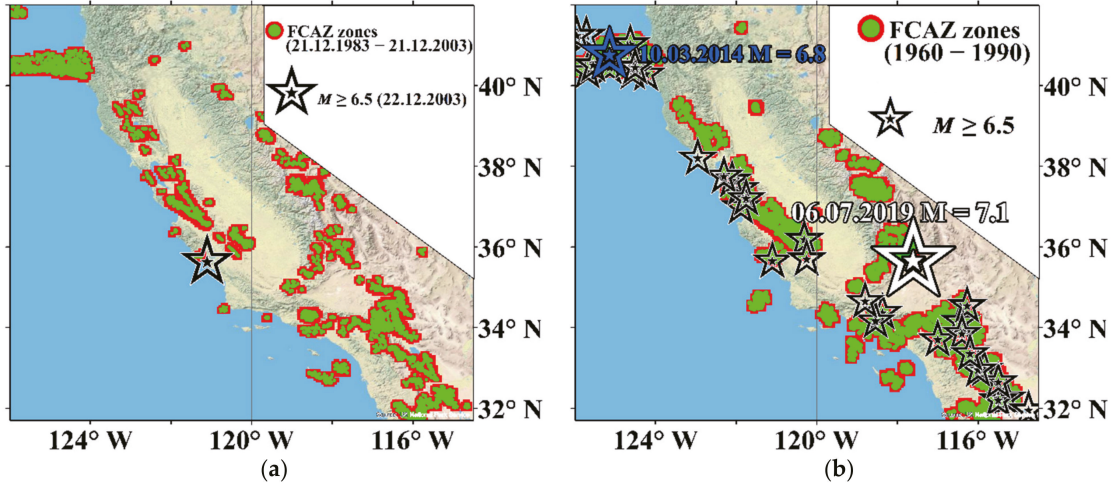 FCAZ zones
(21.12.1983 – 21.12.2003)
M ≥ 6.5 (22.12.2003)
40° N
38° N
36° N
34° N
32° N
124° W
120° W
116° W
(a)
FCAZ zones
(1960 – 1990)
10.03.2014 M = 6.8
M ≥ 6.5
06.07.2019 M = 7.1
40° N
38° N
36° N
34° N
32° N
124° W
120° W
116° W
(b)